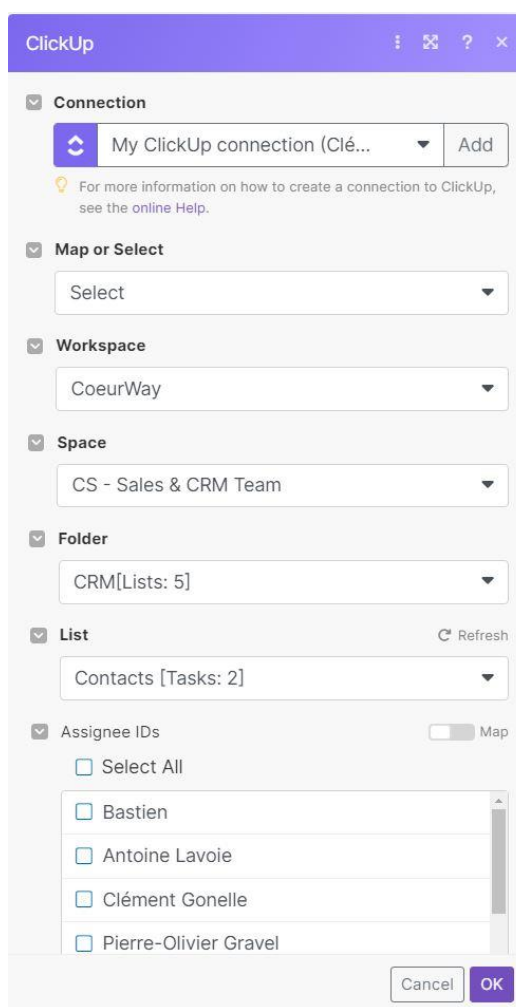 ClickUp
?
Connection
My ClickUp connection (Clé...
Add
For more information on how to create a connection to ClickUp,
see the online Help.
Map or Select
Select
Workspace
CoeurWay
Space
CS - Sales & CRM Team
Folder
CRM[Lists: 5]
List
Refresh
Contacts [Tasks: 2]
Assignee IDs
Map
Select All
Bastien
Antoine Lavoie
Clément Gonelle
Pierre-Olivier Gravel
Cancel
OK